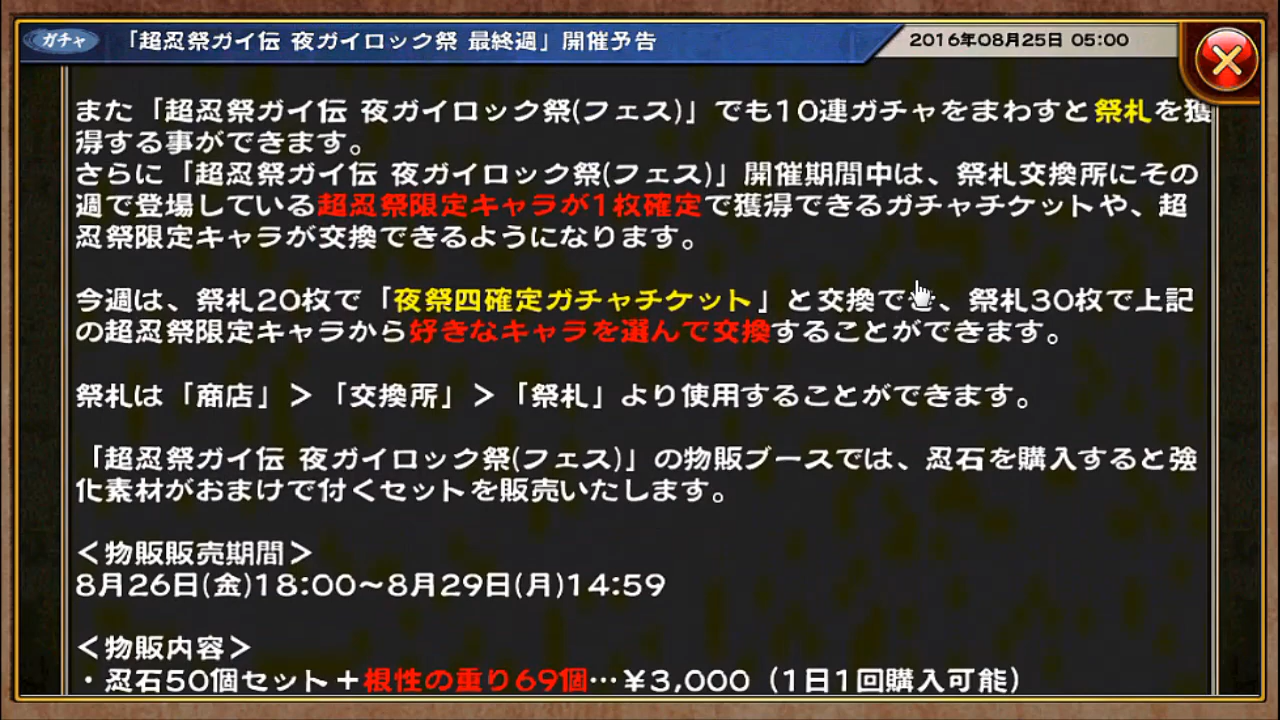 ガチャ 「超忍祭ガイ伝 夜ガイロック祭 最終週」開催予告 2016年08月25日 05:00
また「超忍祭ガイ伝 夜ガイロック祭(フェス)」でも10連ガチャをまわすと祭札を獲
得する事ができます。
さらに「超忍祭ガイ伝 夜ガイロック祭(フェス)」開催期間中は、祭札交換所にその
週で登場している超忍祭限定キャラが1枚確定で獲得できるガチャチケットや、超
忍祭限定キャラが交換できるようになります。
今週は、祭札20枚で「夜祭四確定ガチャチケット」と交換でき、祭札30枚で上記
の超忍祭限定キャラから好きなキャラを選んで交換することができます。
祭札は「商店」＞「交換所」＞「祭札」より使用することができます。
「超忍祭ガイ伝 夜ガイロック祭(フェス)」の物販ブースでは、忍石を購入すると強
化素材がおまけで付くセットを販売いたします。
＜物販販売期間＞
8月26日(金)18:00～8月29日(月)14:59
＜物販内容＞
・忍石50個セット＋根性の重り69個…￥3,000（1日1回購入可能）